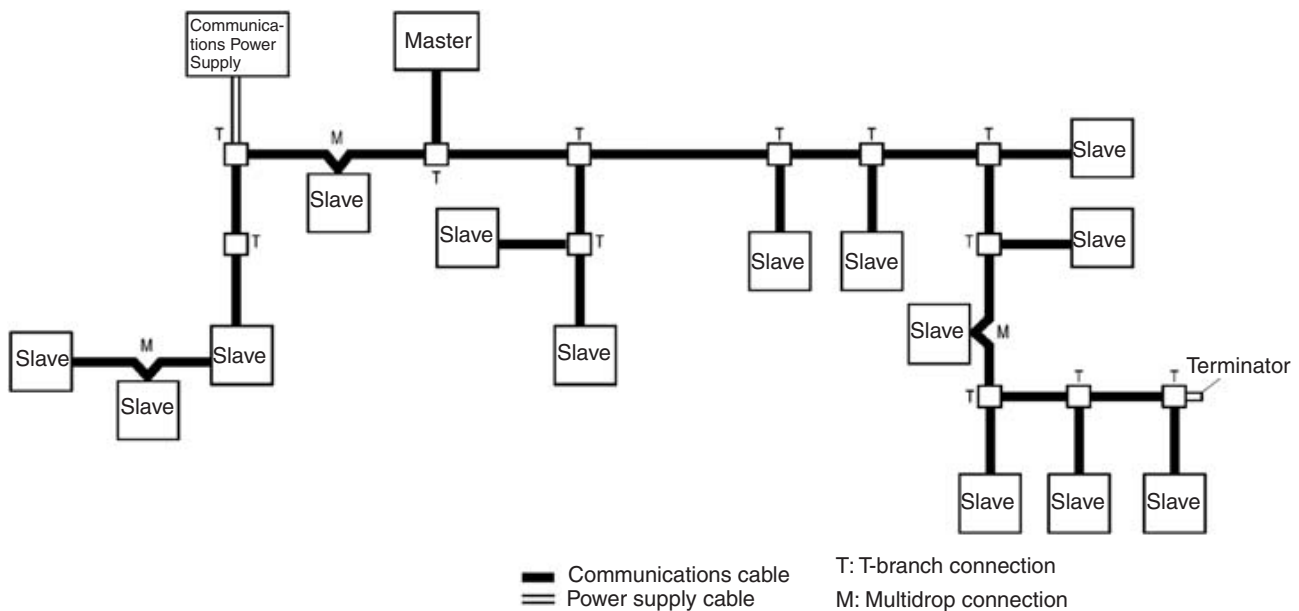 Communica-
tions Power
Supply
Master
T
M
T
T
T
T
T
Slave
Slave
Slave
T
Slave
T
Slave
Slave
T
Slave
Slave
M
Slave
M
Slave
Slave
Slave
T
T
T
Terminator
Slave
Slave
Slave
Communications cable
Power supply cable
T: T-branch connection
M: Multidrop connection